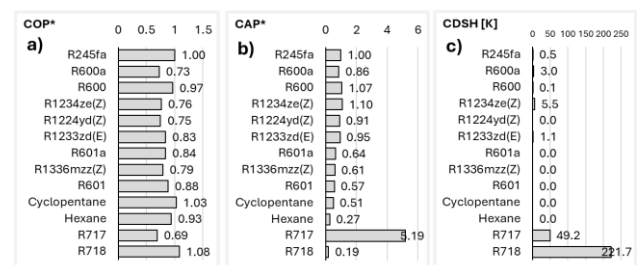 COP*
0 0.5 1 1.5
a)
R245fa 1.00
R600a 0.73
R600 0.97
R1234ze(Z) 0.76
R1224yd(Z) 0.75
R1233zd(E) 0.83
R601a 0.84
R1336mzz(Z) 0.79
R601 0.88
Cyclopentane 1.03
Hexane 0.93
R717 0.69
R718 1.08
CAP*
0 2 4 6
b)
R245fa 1.00
R600a 0.86
R600 1.07
R1234ze(Z) 1.10
R1224yd(Z) 0.91
R1233zd(E) 0.95
R601a 0.64
R1336mzz(Z) 0.61
R601 0.57
Cyclopentane 0.51
Hexane 0.27
R717 5.19
R718 0.19
CDSH [K]
0 50 100 150 200 250
c)
R245fa 0.5
R600a 3.0
R600 0.1
R1234ze(Z) 5.5
R1224yd(Z) 0.0
R1233zd(E) 1.1
R601a 0.0
R1336mzz(Z) 0.0
R601 0.0
Cyclopentane 0.0
Hexane 0.0
R717 49.2
R718 221.7